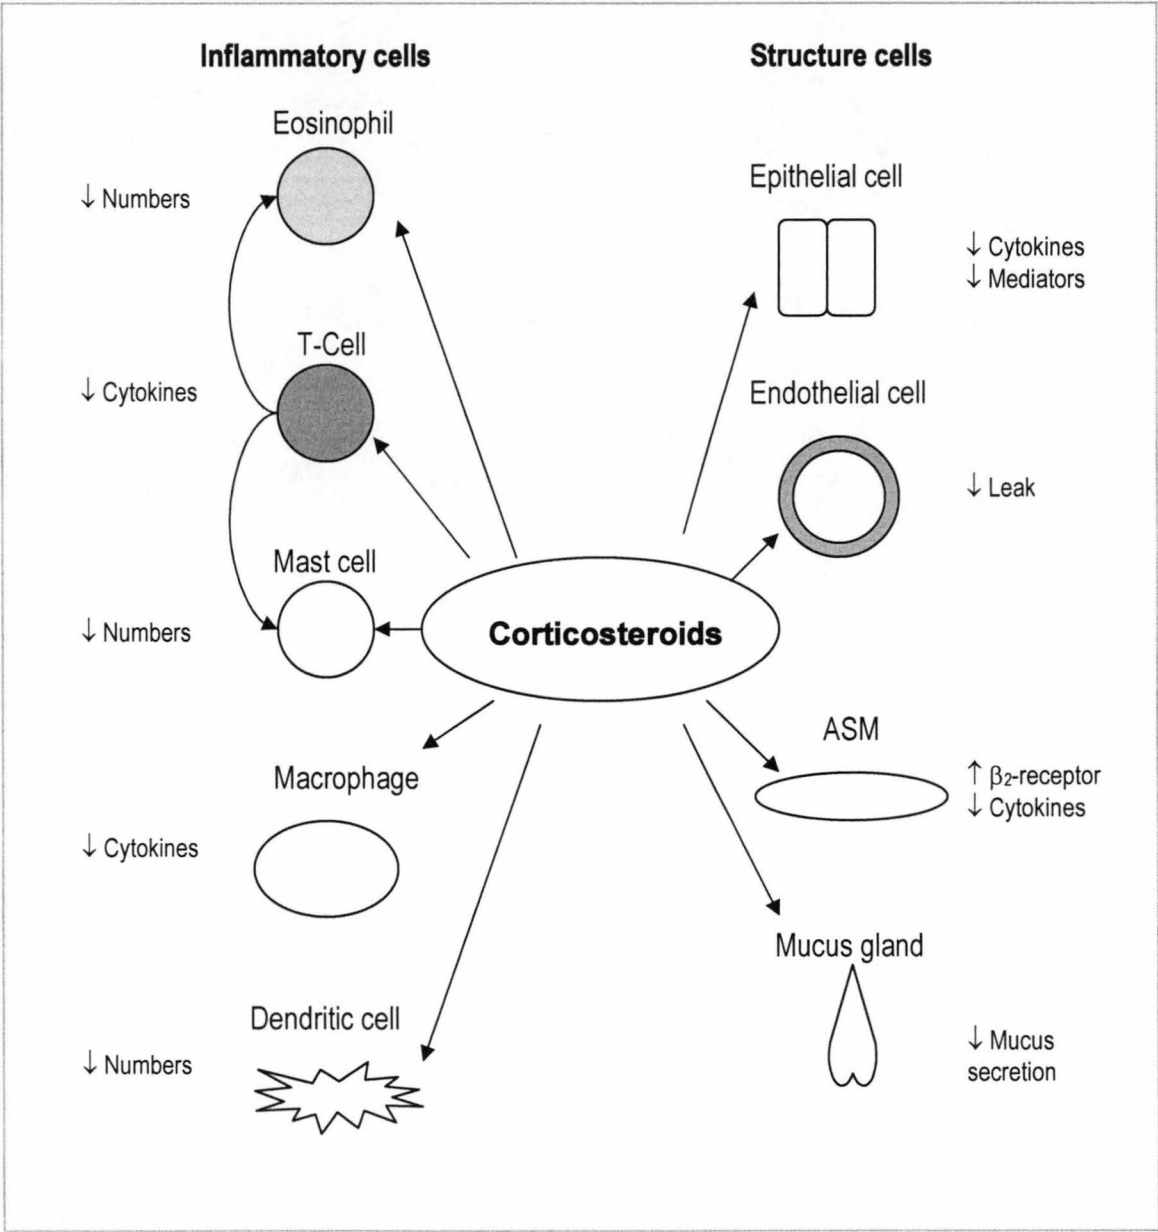 Inflammatory cells
Structure cells
Eosinophil
↓ Numbers
T-Cell
↓ Cytokines
Mast cell
↓ Numbers
Macrophage
↓ Cytokines
Dendritic cell
↓ Numbers
Corticosteroids
Epithelial cell
↓ Cytokines
↓ Mediators
Endothelial cell
↓ Leak
ASM
↑ β₂-receptor
↓ Cytokines
Mucus gland
↓ Mucus
secretion